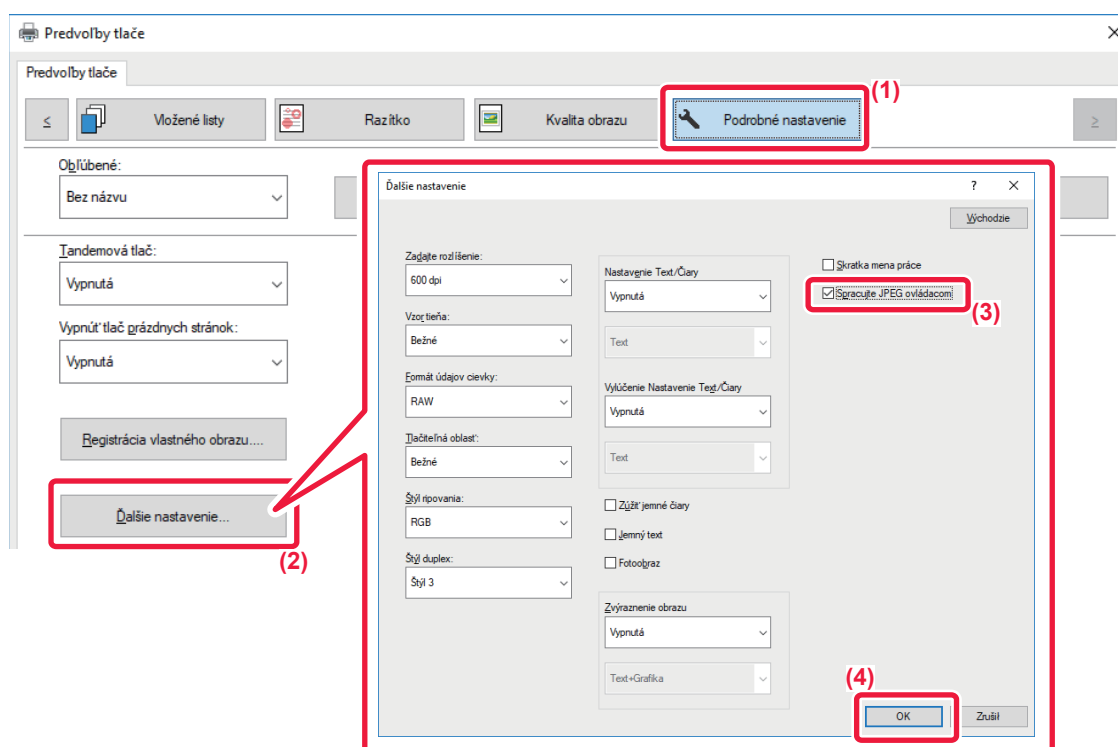 Predvoľby tlače
Predvoľby tlače
(1)
<
Vložené listy
Razítko
Kvalita obrazu
Podrobné nastavenie
>
Obľúbené:
Bez názvu
Tandemová tlač:
Vypnutá
Vypnúť tlač prázdnych stránok:
Vypnutá
Registrácia vlastného obrazu....
Ďalšie nastavenie...
(2)
Ďalšie nastavenie
?
Východzie
Zadajte rozlíšenie:
600 dpi
Vzor tieňa:
Bežné
Formát údajov cievky:
RAW
Tlačiteľná oblasť:
Bežné
Štýl ripovania:
RGB
Štýl duplex:
Štýl 3
Nastavenie Text/Čiary
Vypnutá
Text
Vylúčenie Nastavenie Text/Čiary
Vypnutá
Text
Zúžiť jemné čiary
Jemný text
Fotoobraz
Zvýraznenie obrazu
Vypnutá
Text+Grafika
Skratka mena práce
Spracujte JPEG ovládacom
(3)
(4)
OK
Zrušiť